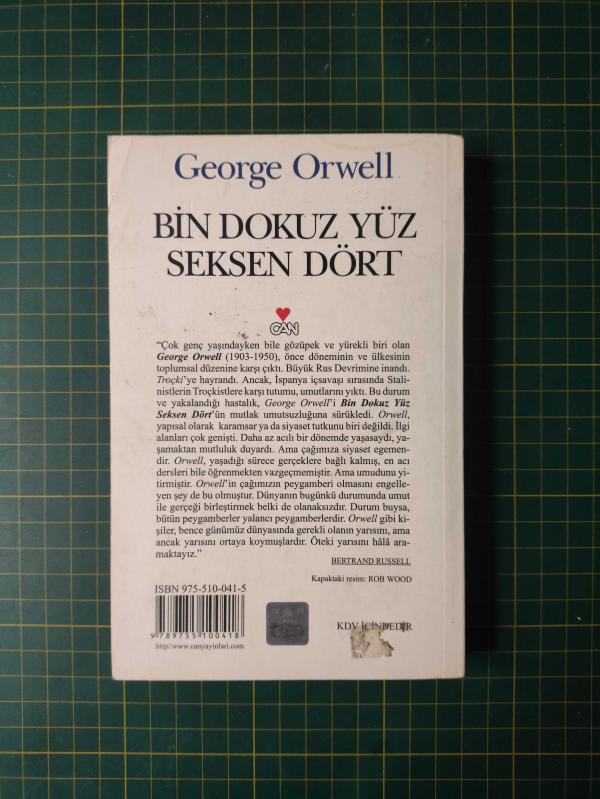 George Orwell
BİN DOKUZ YÜZ
SEKSEN DÖRT
CAN
“Çok genç yaşındayken bile gözüpek ve yürekli biri olan
George Orwell (1903-1950), önce döneminin ve ülkesinin
toplumsal düzenine karşı çıktı. Büyük Rus Devrimine inandı.
Troçki’ye hayrandı. Ancak, İspanya içsavaşı sırasında Stali-
nistlerin Troçkistlere karşı tutumu, umutlarını yıktı. Bu durum
ve yakalandığı hastalık, George Orwell’i Bin Dokuz Yüz
Seksen Dört’ün mutlak umutsuzluğuna sürükledi. Orwell,
yapısal olarak karamsar ya da siyaset tutkunu biri değildi. İlgi
alanları çok genişti. Daha az acılı bir dönemde yaşasaydı, ya-
şamaktan mutluluk duyardı. Ama çağımıza siyaset egemen-
dir. Orwell, yaşadığı sürece gerçeklere bağlı kalmış, en acı
dersleri bile öğrenmekten vazgeçmemiştir. Ama umudunu yi-
tirmiştir. Orwell’in çağımızın peygamberi olmasını engelle-
yen şey de bu olmuştur. Dünyanın bugünkü durumunda umut
ile gerçeği birleştirmek belki de olanaksızdır. Durum buysa,
bütün peygamberler yalancı peygamberlerdir. Orwell gibi ki-
şiler, bence günümüz dünyasında gerekli olanın yarısını, ama
ancak yarısını ortaya koymuşlardır. Öteki yarısını hâlâ ara-
maktayız.”
BERTRAND RUSSELL
Kapaktaki resim: ROB WOOD
ISBN 975-510-041-5
9 789755 100418
http//www.canyayinlari.com
KDV İÇİNDEDİR